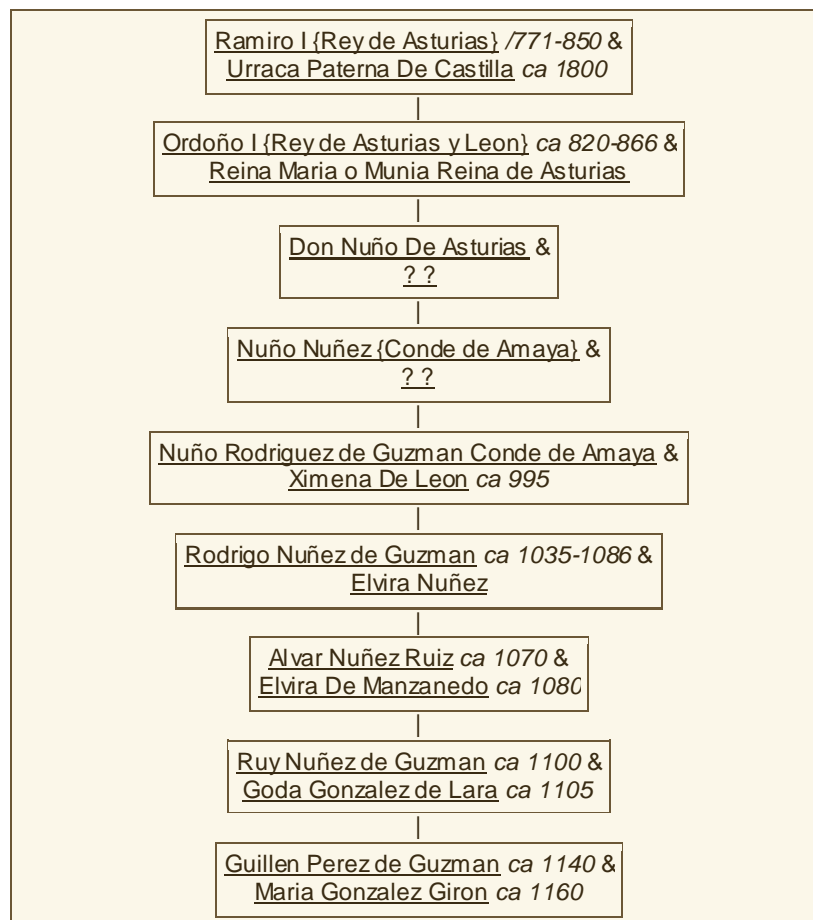 Ramiro I {Rey de Asturias} /771-850 &
Urraca Paterna De Castilla ca 1800
Ordoño I {Rey de Asturias y Leon} ca 820-866 &
Reina Maria o Munia Reina de Asturias
Don Nuño De Asturias &
? ?
Nuño Nuñez {Conde de Amaya} &
? ?
Nuño Rodriguez de Guzman Conde de Amaya &
Ximena De Leon ca 995
Rodrigo Nuñez de Guzman ca 1035-1086 &
Elvira Nuñez
Alvar Nuñez Ruiz ca 1070 &
Elvira De Manzanedo ca 1080
Ruy Nuñez de Guzman ca 1100 &
Goda Gonzalez de Lara ca 1105
Guillen Perez de Guzman ca 1140 &
Maria Gonzalez Giron ca 1160